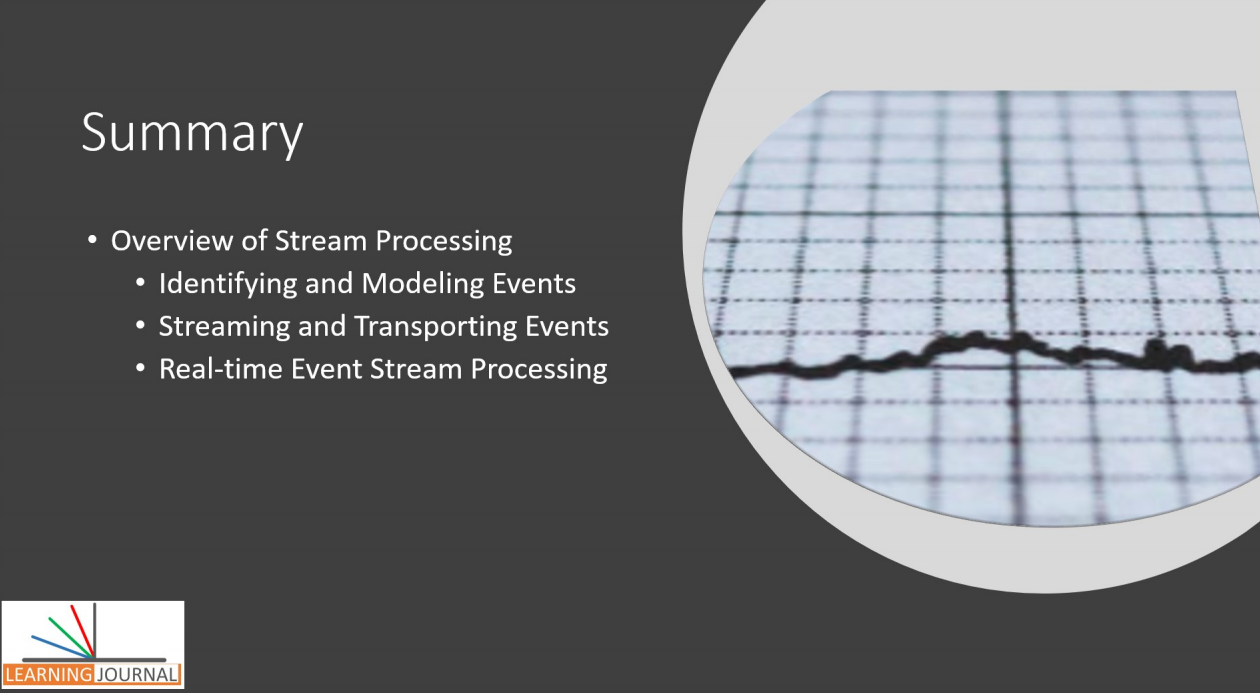 Summary
• Overview of Stream Processing
• Identifying and Modeling Events
• Streaming and Transporting Events
• Real-time Event Stream Processing
LEARNING JOURNAL